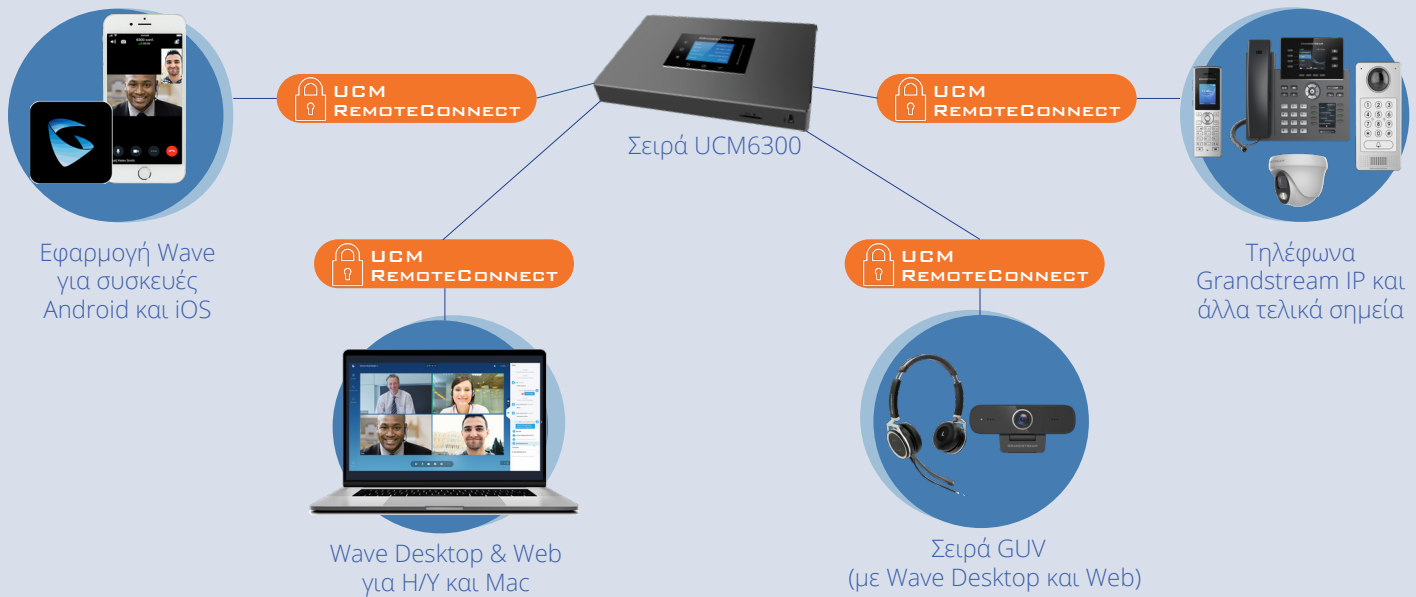 UCM
REMOTECONNECT
UCM
REMOTECONNECT
Σειρά UCM6300
Εφαρμογή Wave
για συσκευές
Android και iOS
UCM
REMOTECONNECT
UCM
REMOTECONNECT
Τηλέφωνα
Grandstream IP και
άλλα τελικά σημεία
Wave Desktop & Web
για Η/Υ και Mac
Σειρά GUV
(με Wave Desktop και Web)